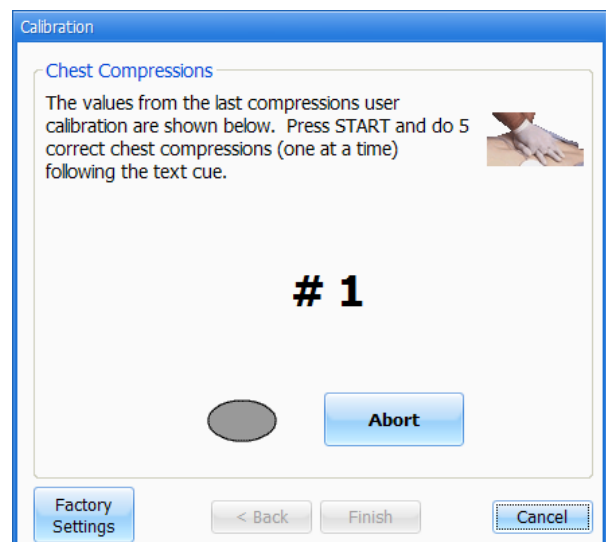 Calibration
Chest Compressions
The values from the last compressions user
calibration are shown below.  Press START and do 5
correct chest compressions (one at a time)
following the text cue.
# 1
Abort
Factory
Settings
< Back
Finish
Cancel